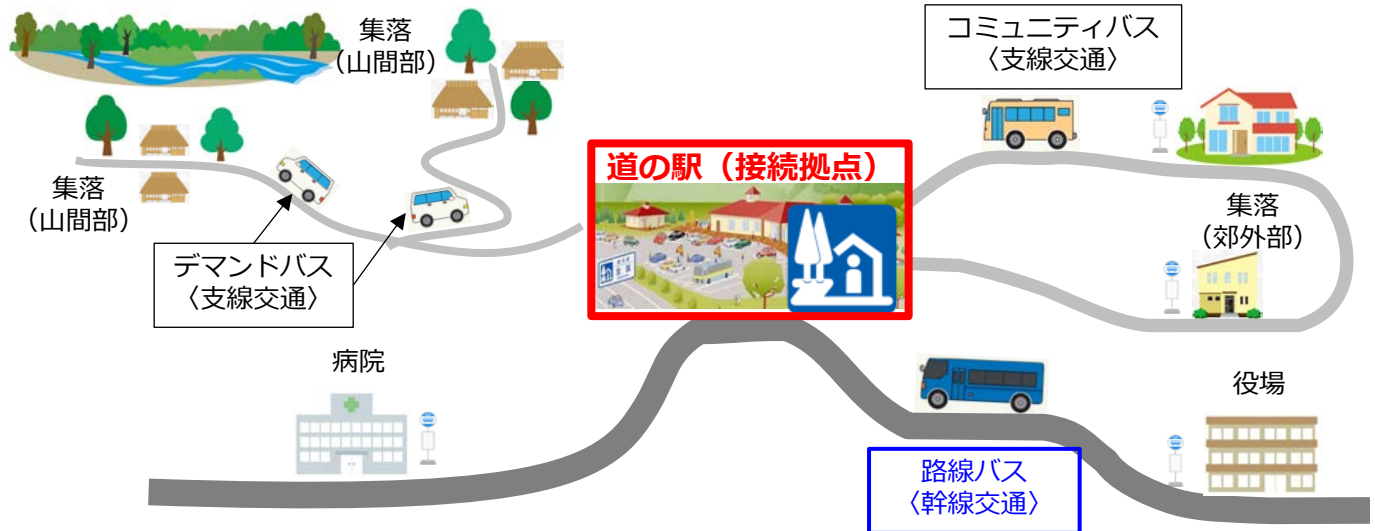 集落
（山間部）
コミュニティバス
〈支線交通〉
道の駅（接続拠点）
集落
（山間部）
集落
（郊外部）
デマンドバス
〈支線交通〉
病院
役場
路線バス
〈幹線交通〉